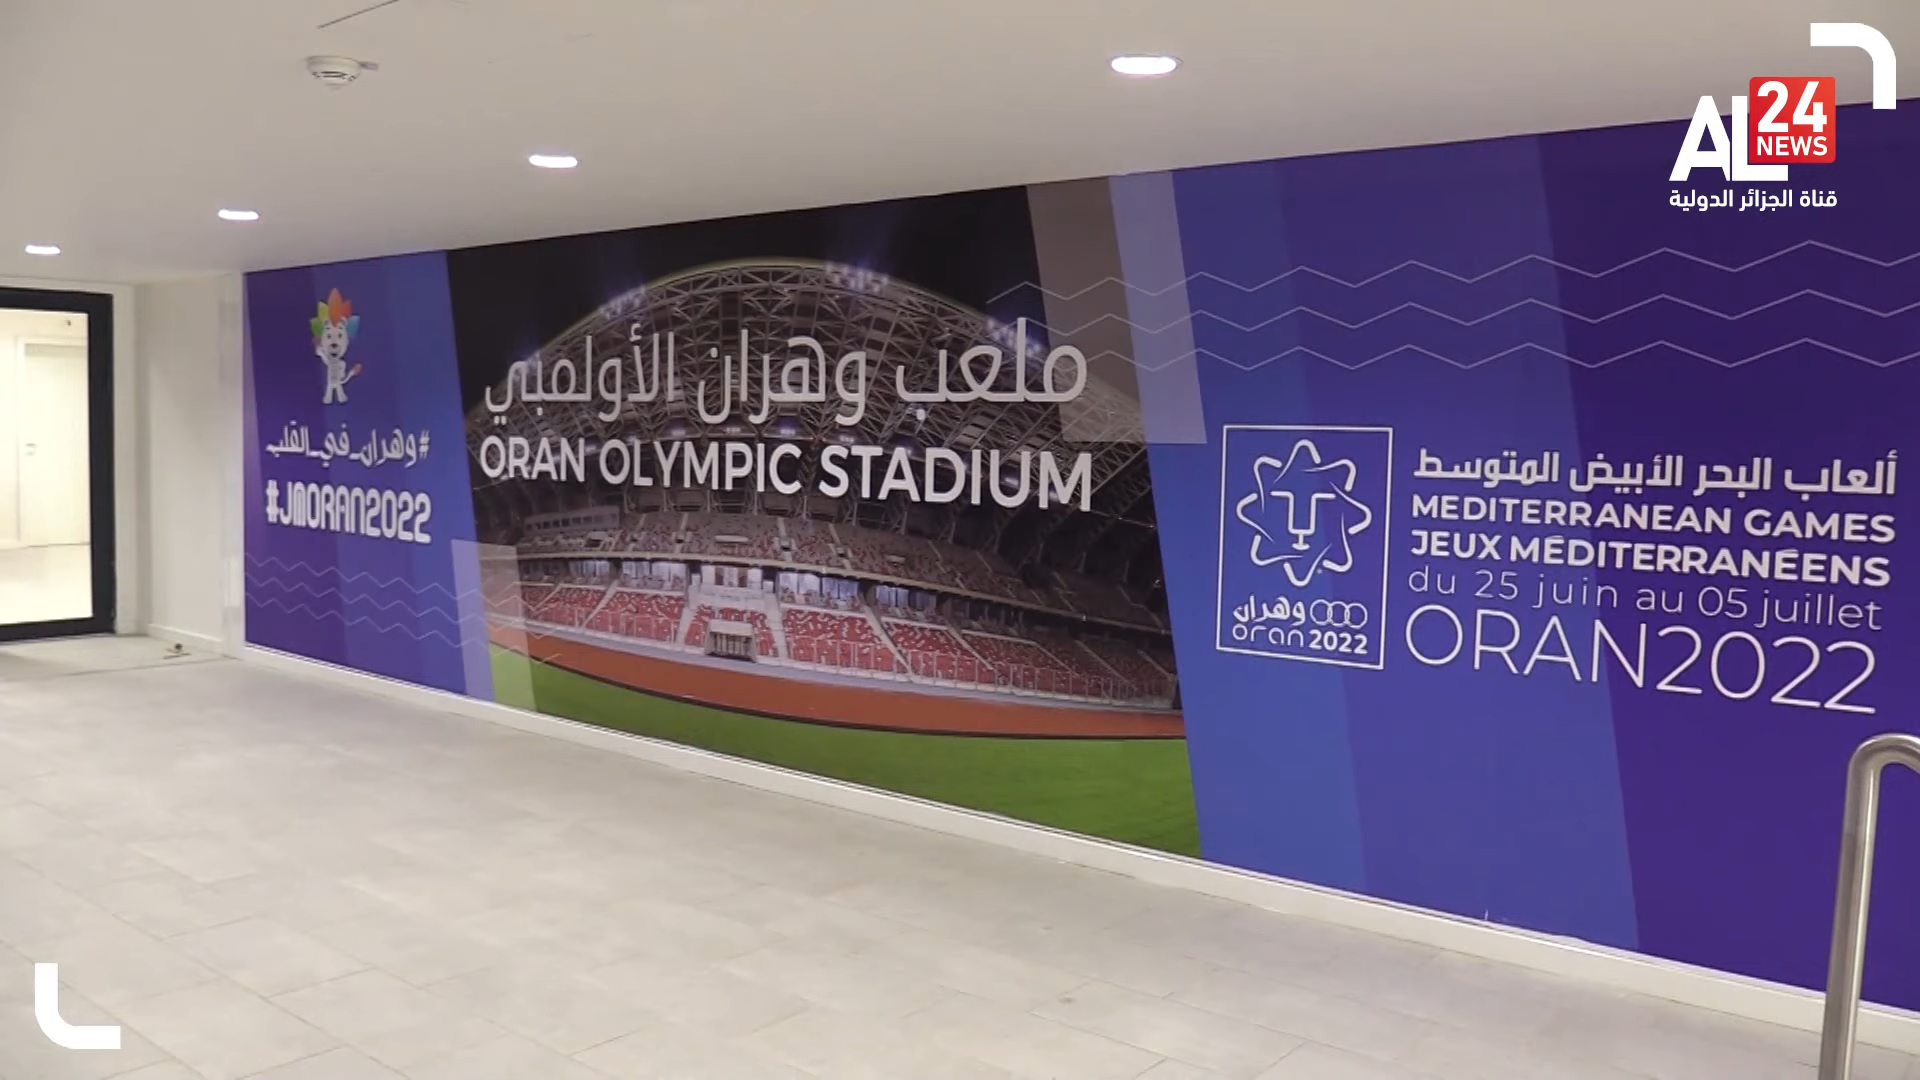 AL
24
NEWS
قناة الجزائر الدولية
#وهران_في_القلب
#JMORAN2022
ملعب وهران الأولمبي
ORAN OLYMPIC STADIUM
وهران
oran 2022
ألعاب البحر الأبيض المتوسط
MEDITERRANEAN GAMES
JEUX MÉDITERRANÉENS
du 25 juin au 05 juillet
ORAN2022